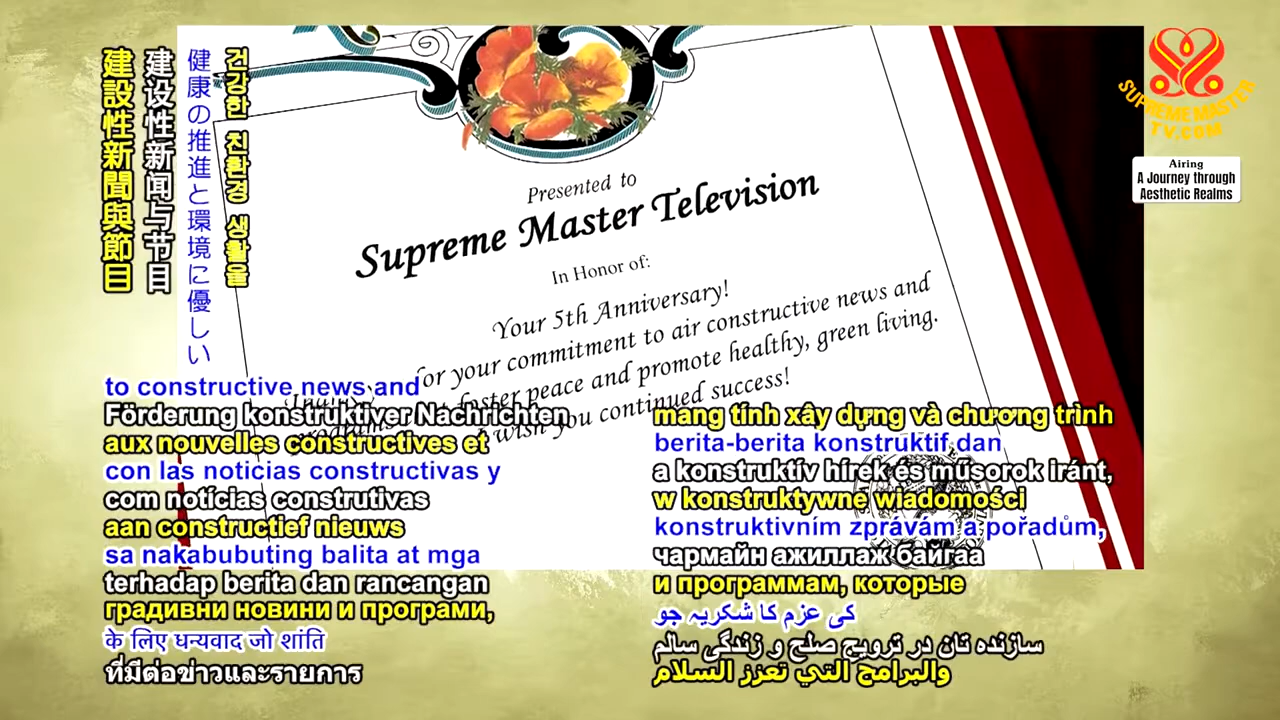 建設性新聞與節目
建设性新闻与节目
健康の推進と環境に優しい
건강한 친환경 생활을
SUPREME MASTER
TV.COM
Airing
A Journey through
Aesthetic Realms
Presented to
Supreme Master Television
In Honor of:
Your 5th Anniversary!
for your commitment to air constructive news and
foster peace and promote healthy, green living.
wish you continued success!
to constructive news and
Förderung konstruktiver Nachrichten
aux nouvelles constructives et
con las noticias constructivas y
com notícias construtivas
aan constructief nieuws
sa nakabubuting balita at mga
terhadap berita dan rancangan
градивни новини и програми,
के लिए धन्यवाद जो शांति
ที่มีต่อข่าวและรายการ
mang tính xây dựng và chương trình
berita-berita konstruktif dan
a konstruktív hírek és műsorok iránt,
w konstruktywne wiadomości
konstruktivním zprávám a pořadům,
чармайн ажиллаж байгаа
и программам, которые
کی عزم کا شکریہ جو
سازنده تان در ترویج صلح و زندگی سالم
والبرامج التي تعزز السلام